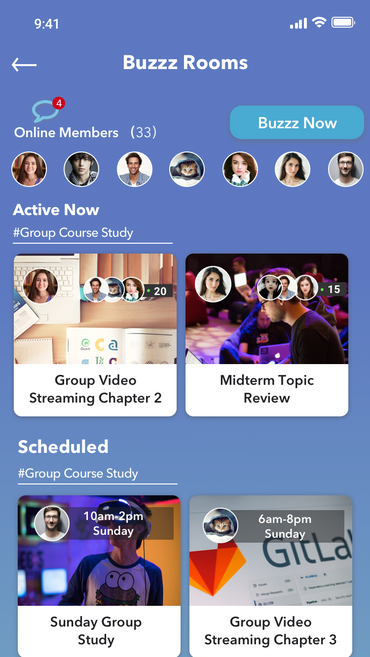 9:41
Buzzz Rooms
4
Online Members (33)
Buzzz Now
Active Now
#Group Course Study
20
15
Group Video
Streaming Chapter 2
Midterm Topic
Review
Scheduled
#Group Course Study
10am-2pm
Sunday
6am-8pm
Sunday
GitLa
Sunday Group
Study
Group Video
Streaming Chapter 3